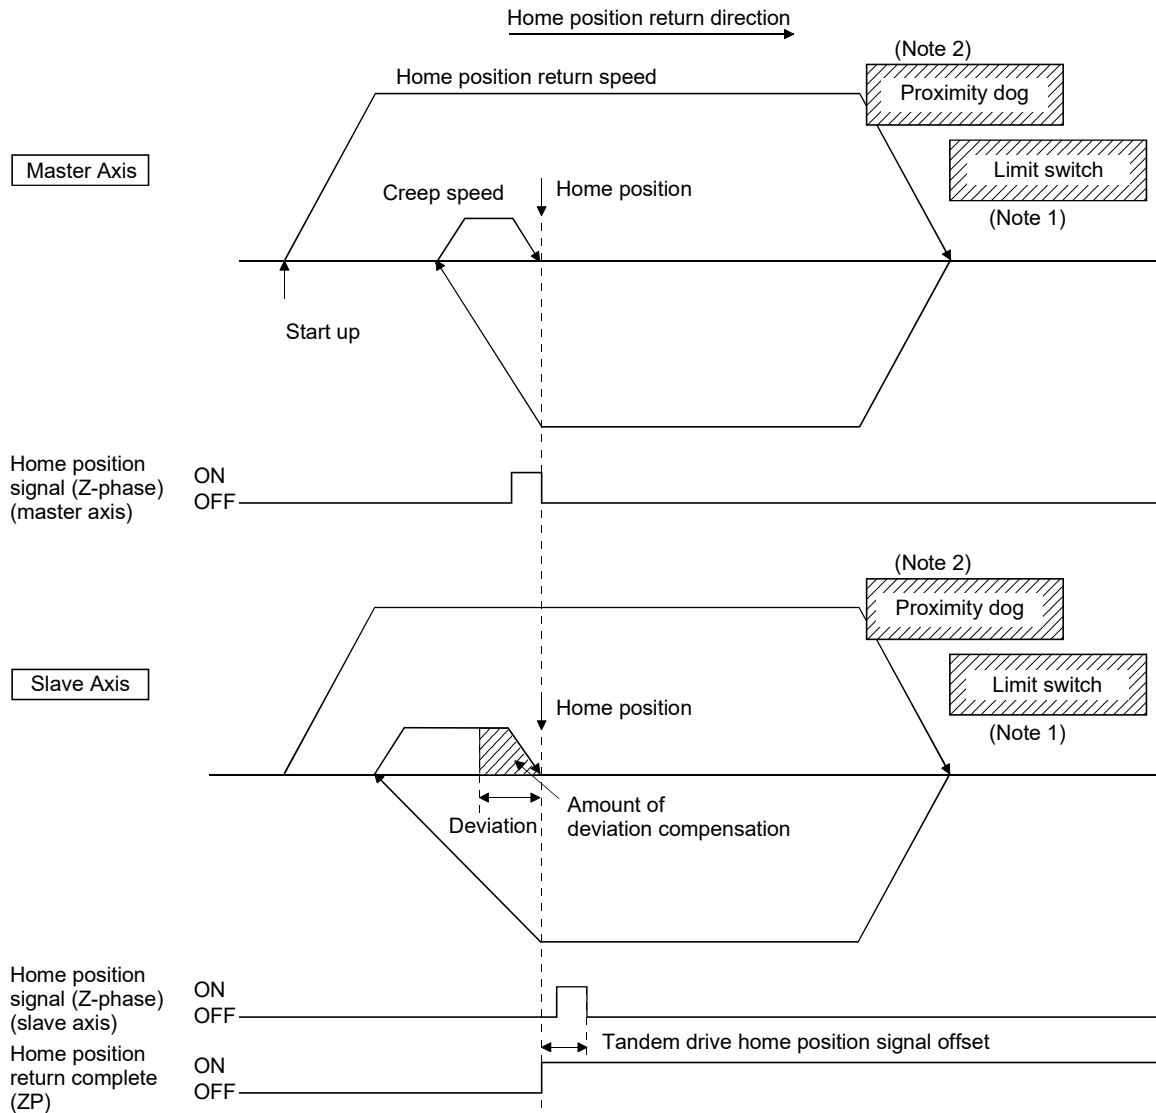 Home position return direction
(Note 2)
Home position return speed
Proximity dog
Master Axis
Limit switch
Creep speed
Home position
(Note 1)
Start up
Home position
signal (Z-phase)
(master axis)
ON
OFF
(Note 2)
Proximity dog
Slave Axis
Limit switch
Home position
(Note 1)
Amount of
deviation compensation
Deviation
Home position
signal (Z-phase)
(slave axis)
ON
OFF
Tandem drive home position signal offset
Home position
return complete
(ZP)
ON
OFF